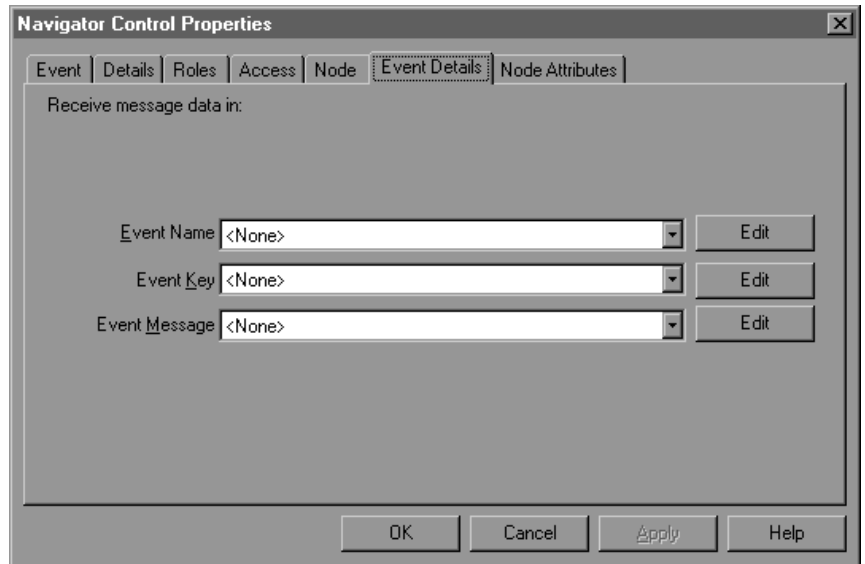 Navigator Control Properties
Event Details Roles Access Node Event Details Node Attributes
Receive message data in:
Event Name <None> Edit
Event Key <None> Edit
Event Message <None> Edit
OK Cancel Apply Help